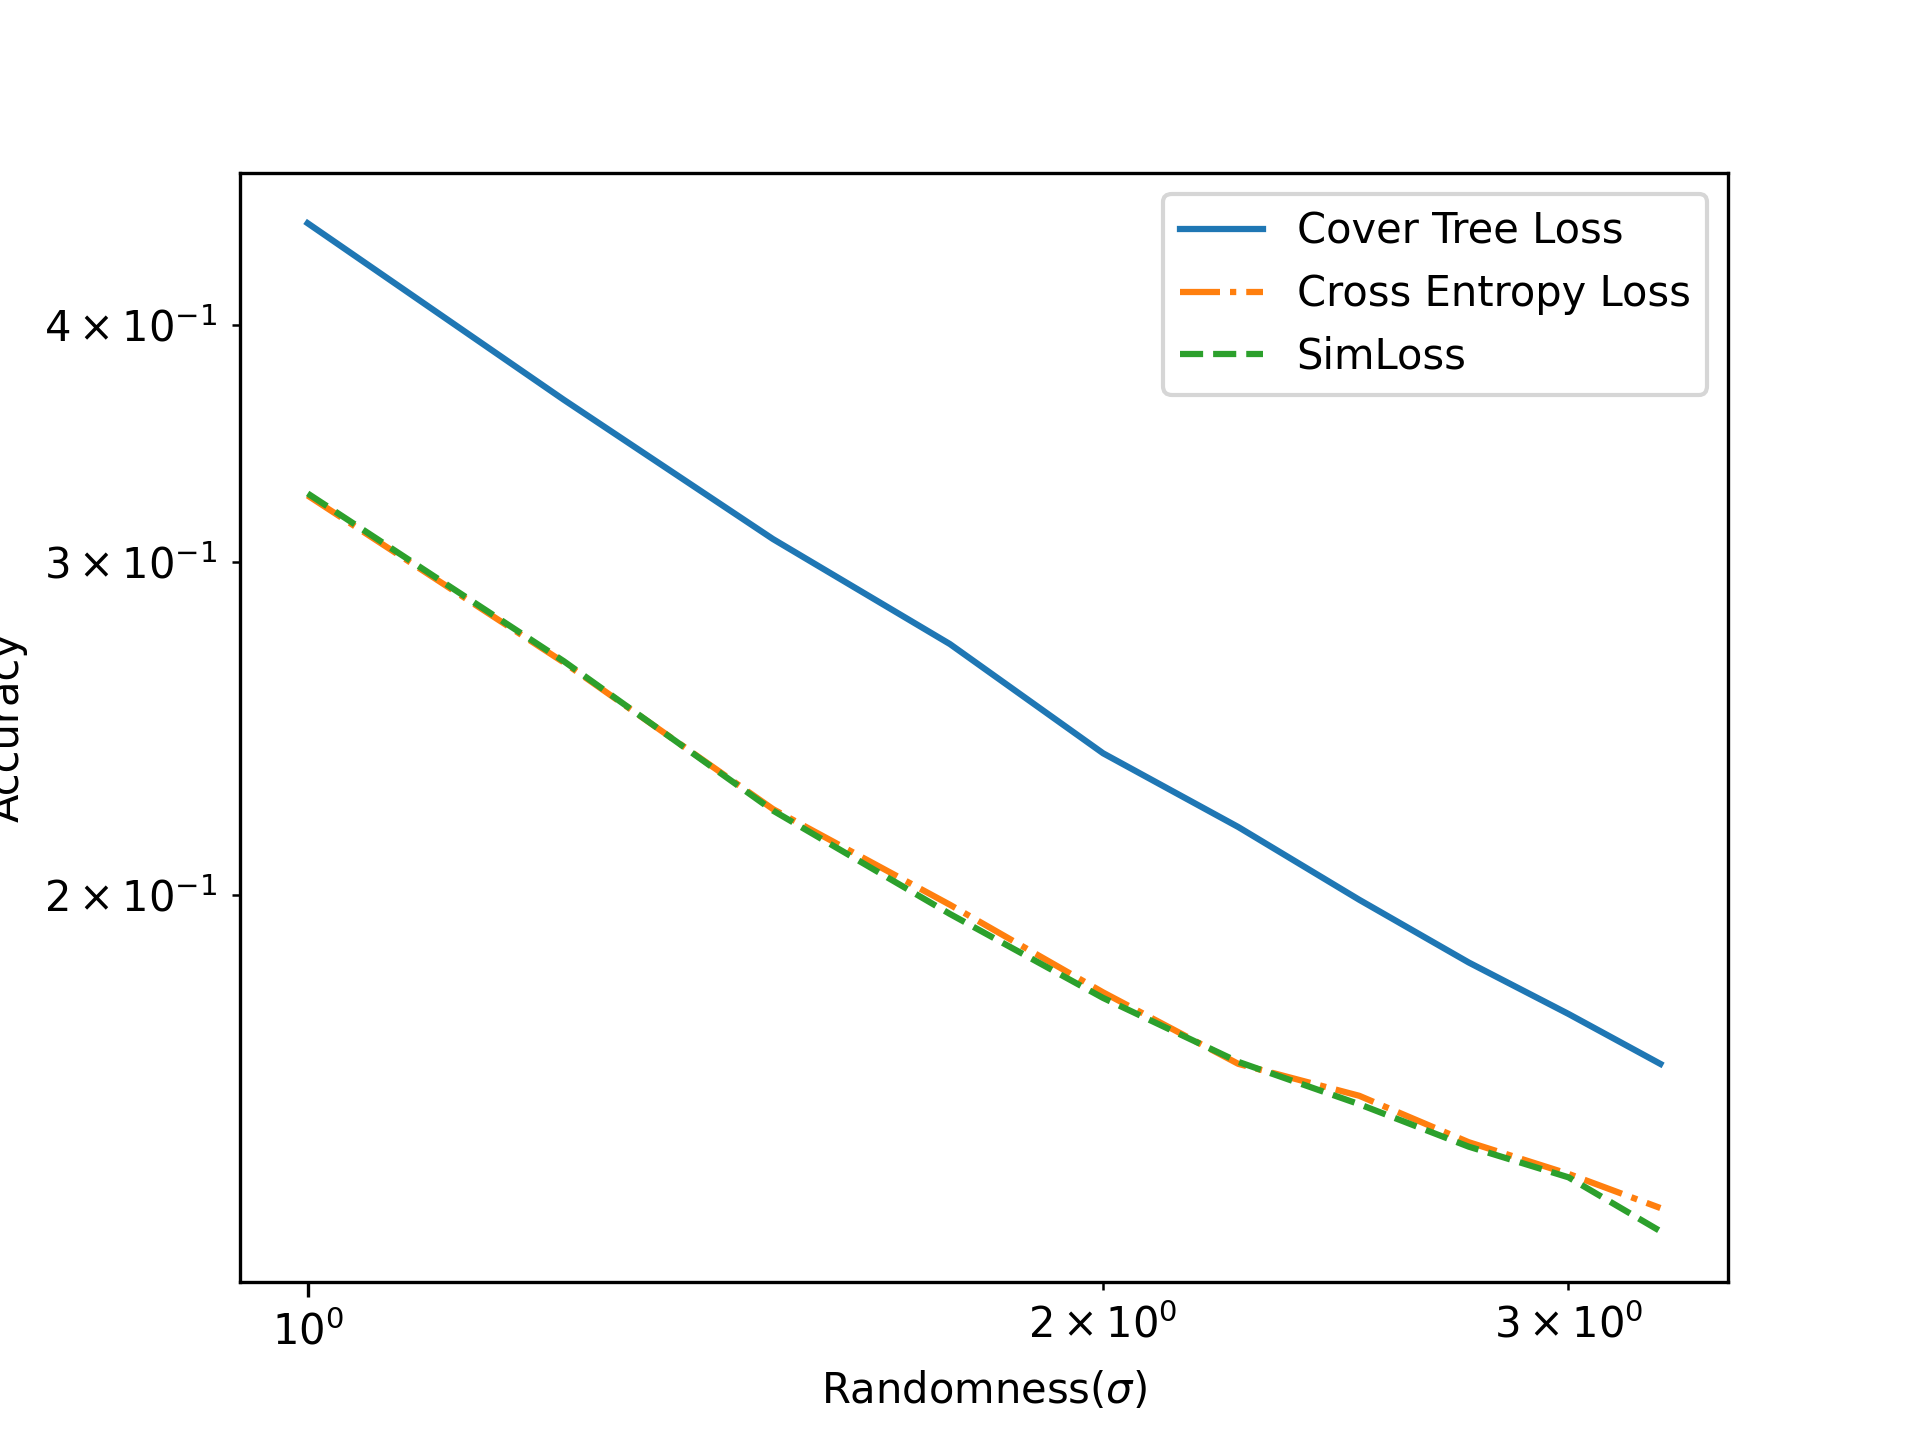 Cover Tree Loss
Cross Entropy Loss
SimLoss
4×10⁻¹
3×10⁻¹
2×10⁻¹
Accuracy
10⁰
2×10⁰
3×10⁰
Randomness(σ)